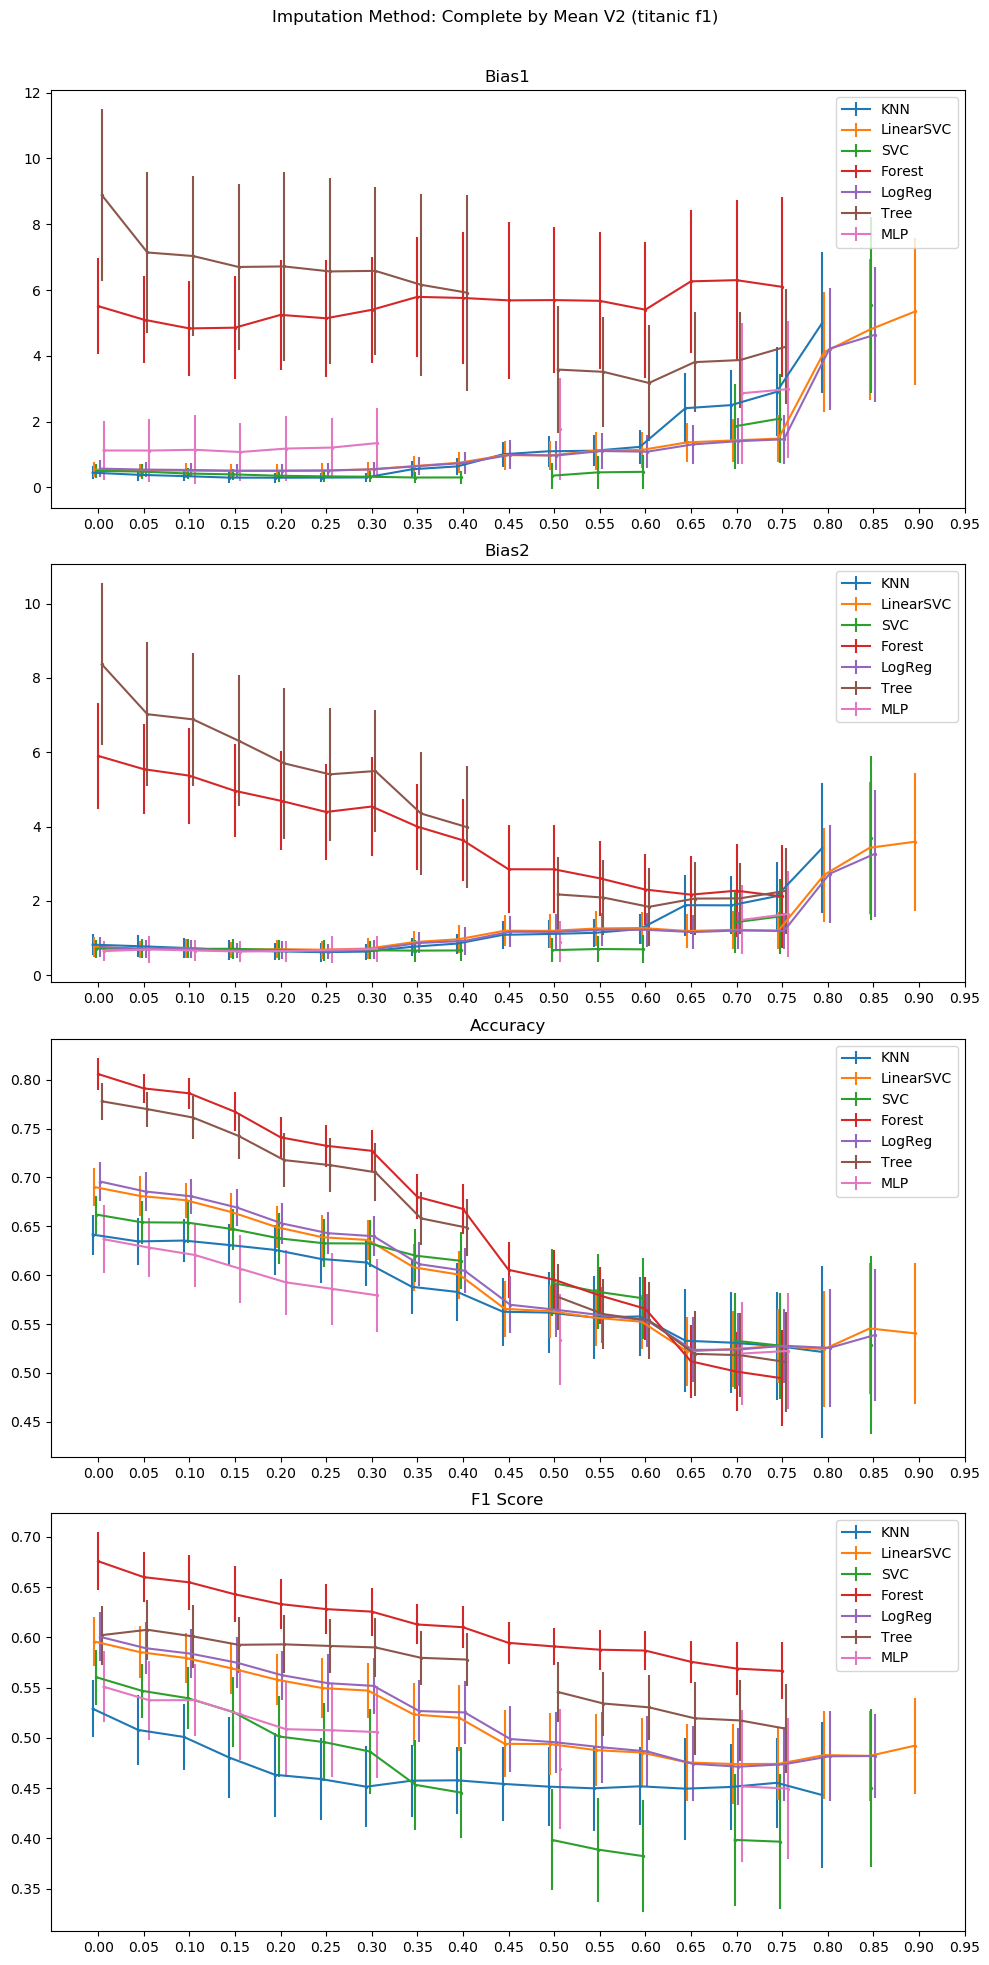 Imputation Method: Complete by Mean V2 (titanic f1)
Bias1
12
10
8
6
4
2
0
KNN
LinearSVC
SVC
Forest
LogReg
Tree
MLP
0.00 0.05 0.10 0.15 0.20 0.25 0.30 0.35 0.40 0.45 0.50 0.55 0.60 0.65 0.70 0.75 0.80 0.85 0.90 0.95
Bias2
10
8
6
4
2
0
KNN
LinearSVC
SVC
Forest
LogReg
Tree
MLP
0.00 0.05 0.10 0.15 0.20 0.25 0.30 0.35 0.40 0.45 0.50 0.55 0.60 0.65 0.70 0.75 0.80 0.85 0.90 0.95
Accuracy
0.80
0.75
0.70
0.65
0.60
0.55
0.50
0.45
KNN
LinearSVC
SVC
Forest
LogReg
Tree
MLP
0.00 0.05 0.10 0.15 0.20 0.25 0.30 0.35 0.40 0.45 0.50 0.55 0.60 0.65 0.70 0.75 0.80 0.85 0.90 0.95
F1 Score
0.70
0.65
0.60
0.55
0.50
0.45
0.40
0.35
KNN
LinearSVC
SVC
Forest
LogReg
Tree
MLP
0.00 0.05 0.10 0.15 0.20 0.25 0.30 0.35 0.40 0.45 0.50 0.55 0.60 0.65 0.70 0.75 0.80 0.85 0.90 0.95